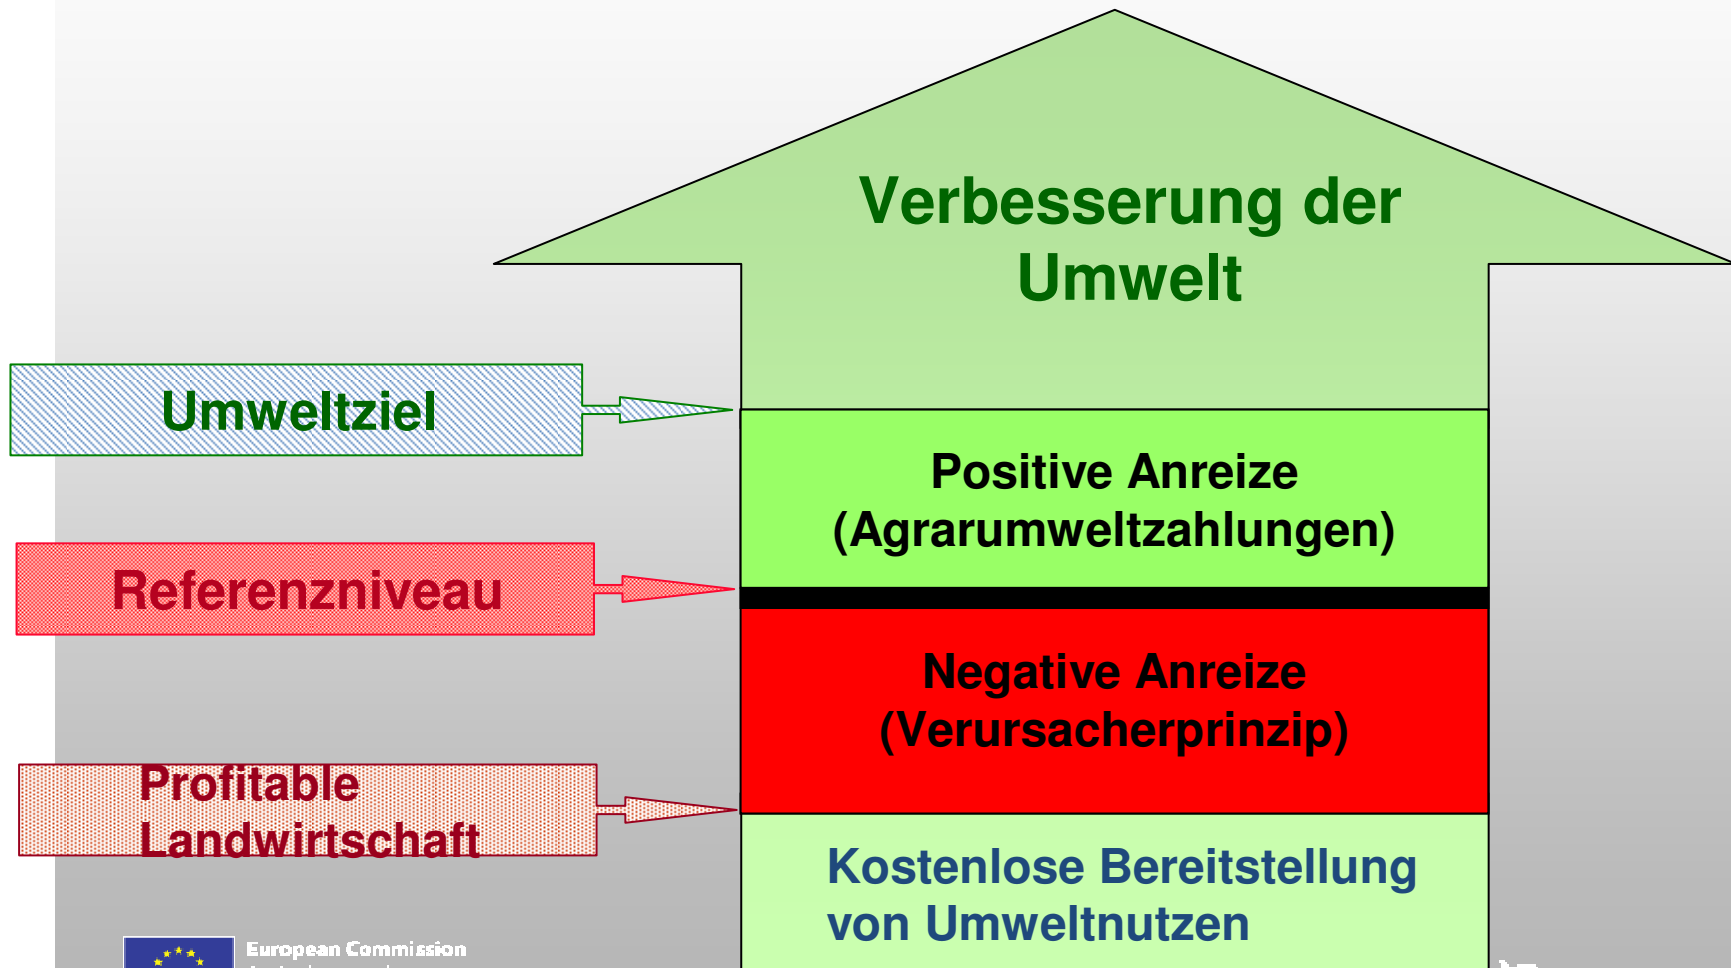 Verbesserung der
Umwelt
Umweltziel
Positive Anreize
(Agrarumweltzahlungen)
Referenzniveau
Negative Anreize
(Verursacherprinzip)
Profitable
Landwirtschaft
Kostenlose Bereitstellung
von Umweltnutzen
European Commission